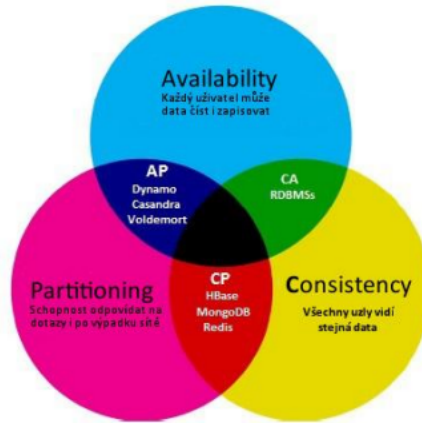 Availability
Každý uživatel může
data číst i zapisovat
AP
Dynamo
Casandra
Voldemort
CA
RDBMSs
Partitioning
Schopnost odpovídat na
dotazy i po výpadku sítě
CP
HBase
MongoDB
Redis
Consistency
Všechny uzly vidí
stejná data